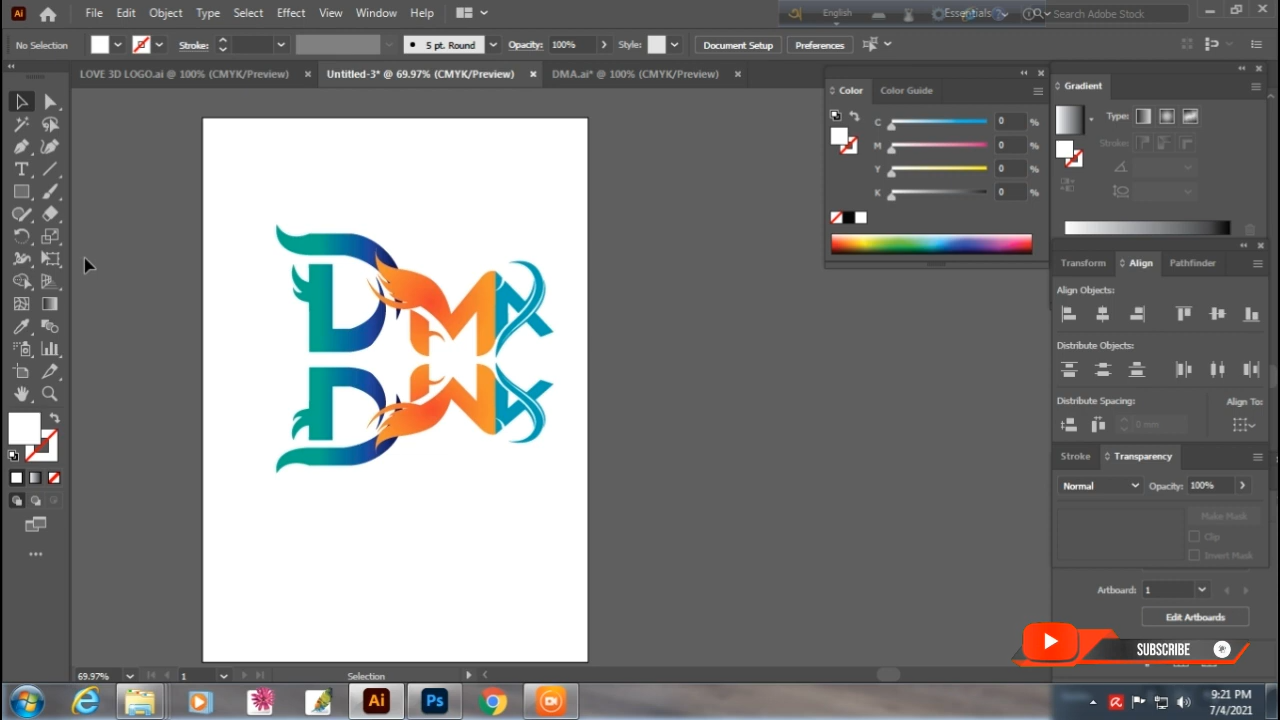 Ai File Edit Object Type Select Effect View Window Help English Essentials Search Adobe Stock
No Selection Stroke: 5 pt. Round Opacity: 100% Style: Document Setup Preferences
LOVE 3D LOGO.ai @ 100% (CMYK/Preview) × Untitled-3* @ 69.97% (CMYK/Preview) × DMA.ai* @ 100% (CMYK/Preview) ×
Color Color Guide
C 0 %
M 0 %
Y 0 %
K 0 %
Gradient
Type:
Stroke:
Transform Align Pathfinder
Align Objects:
Distribute Objects:
Distribute Spacing: Align To:
0 mm
Stroke Transparency
Normal Opacity: 100%
Make Mask
Clip
Invert Mask
Artboard: 1
Edit Artboards
DMA
SUBSCRIBE
69.97% 1 Selection
Ai Ps
9:21 PM
7/4/2021